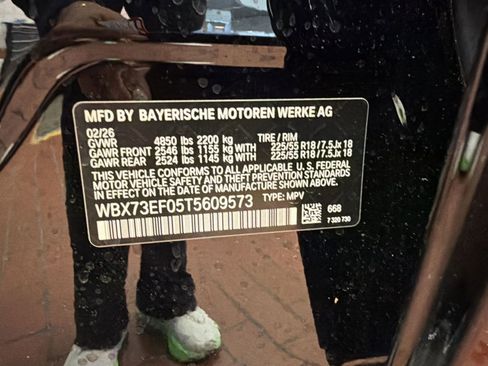 MFD BY BAYERISCHE MOTOREN WERKE AG
02/26
GVWR 4850 lbs 2200 kg TIRE / RIM
GAWR FRONT 2546 lbs 1155 kg WITH 225/55 R18 / 7.5Jx 18
GAWR REAR 2524 lbs 1145 kg WITH 225/55 R18 / 7.5Jx 18
THIS VEHICLE CONFORMS TO ALL APPLICABLE U.S. FEDERAL
MOTOR VEHICLE SAFETY AND THEFT PREVENTION STANDARDS
IN EFFECT ON THE DATE OF MANUFACTURE SHOWN ABOVE.
WBX73EF05T5609573 TYPE: MPV
668
7 320 730